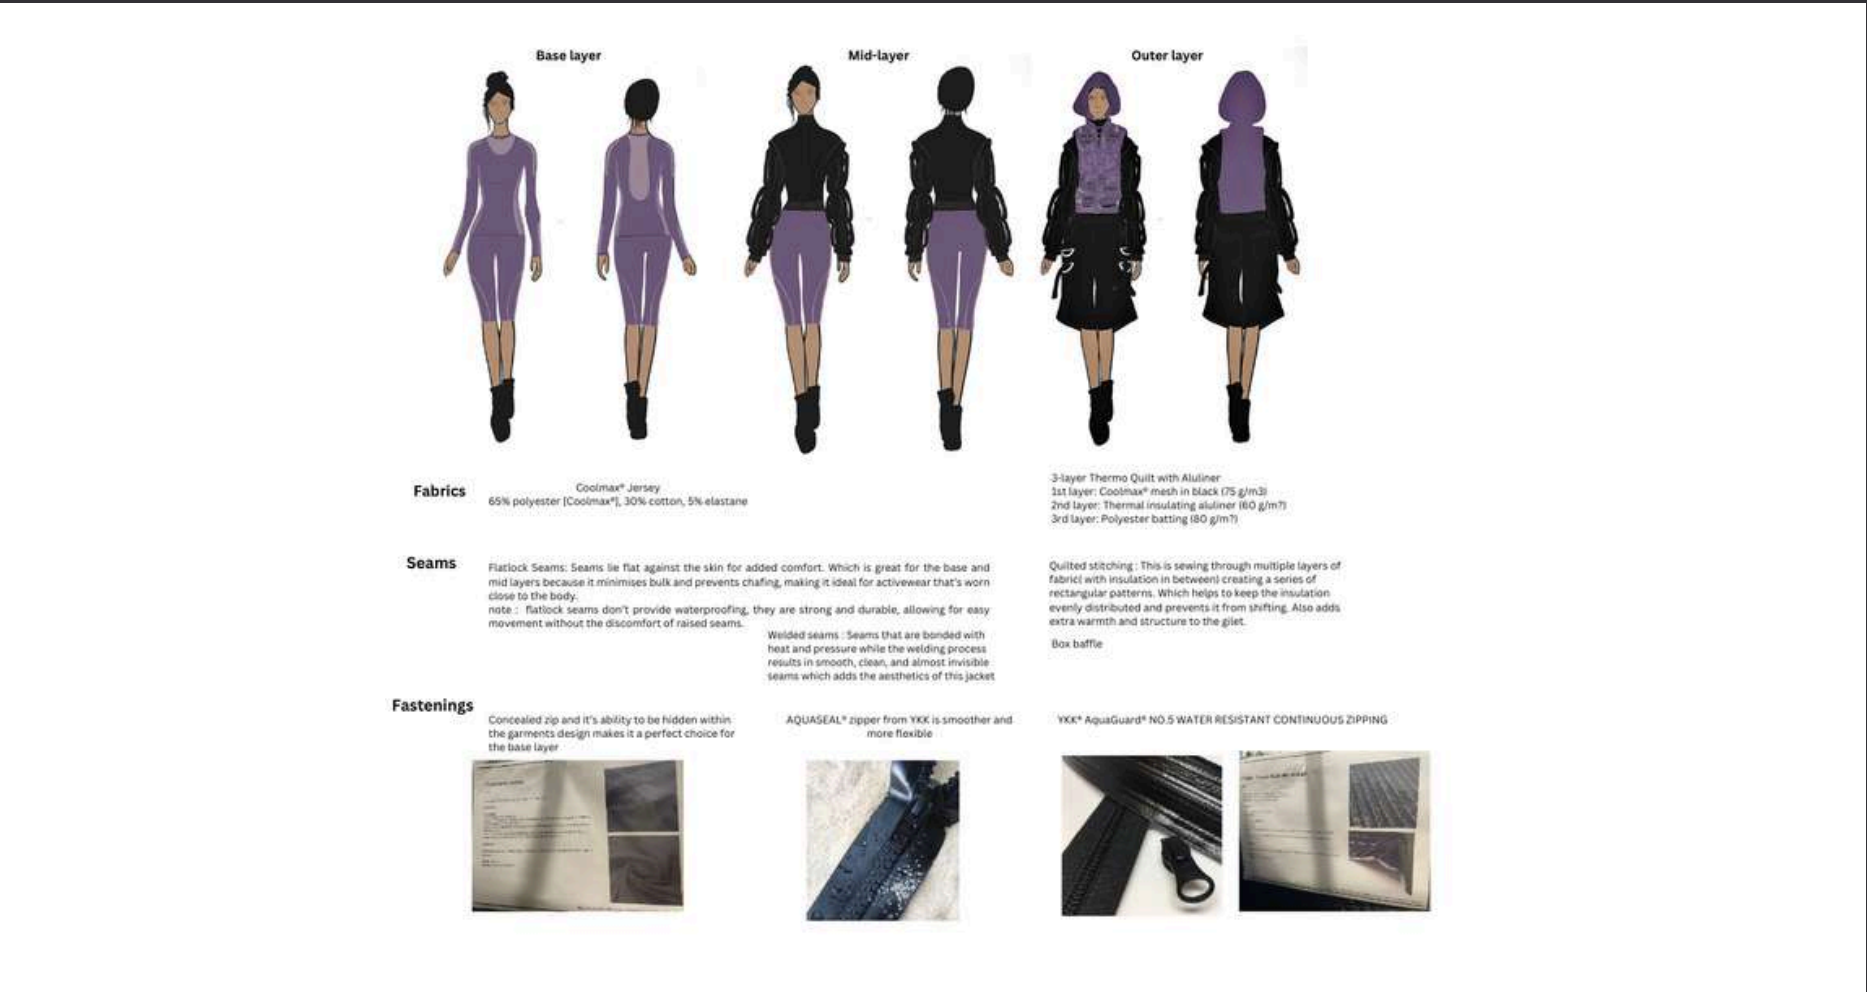 Base layer
Mid-layer
Outer layer
Fabrics
Coolmax® Jersey
65% polyester [Coolmax®], 30% cotton, 5% elastane
3-layer Thermo Quilt with Aluliner
1st layer: Coolmax® mesh in black (75 g/m3)
2nd layer: Thermal insulating aluliner (60 g/m?)
3rd layer: Polyester batting (80 g/m?)
Seams
Flatlock Seams: Seams lie flat against the skin for added comfort. Which is great for the base and
mid layers because it minimises bulk and prevents chafing, making it ideal for activewear that's worn
close to the body.
note : flatlock seams don't provide waterproofing, they are strong and durable, allowing for easy
movement without the discomfort of raised seams.
Welded seams : Seams that are bonded with
heat and pressure while the welding process
results in smooth, clean, and almost invisible
seams which adds the aesthetics of this jacket
Quilted stitching : This is sewing through multiple layers of
fabric( with insulation in between) creating a series of
rectangular patterns. Which helps to keep the insulation
evenly distributed and prevents it from shifting. Also adds
extra warmth and structure to the gilet.
Box baffle
Fastenings
Concealed zip and it's ability to be hidden within
the garments design makes it a perfect choice for
the base layer
AQUASEAL® zipper from YKK is smoother and
more flexible
YKK® AquaGuard® NO.5 WATER RESISTANT CONTINUOUS ZIPPING